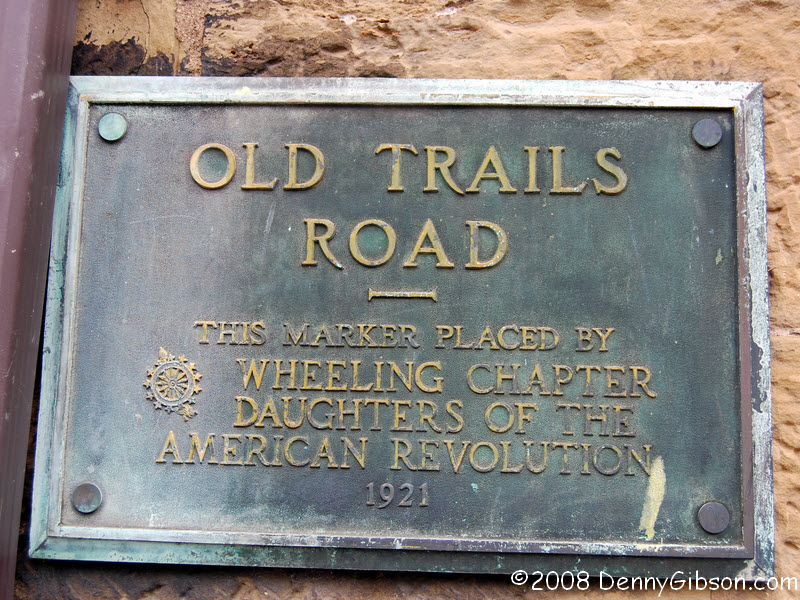 OLD TRAILS
ROAD
THIS MARKER PLACED BY
WHEELING CHAPTER
DAUGHTERS OF THE
AMERICAN REVOLUTION
1921
©2008 DennyGibson.com